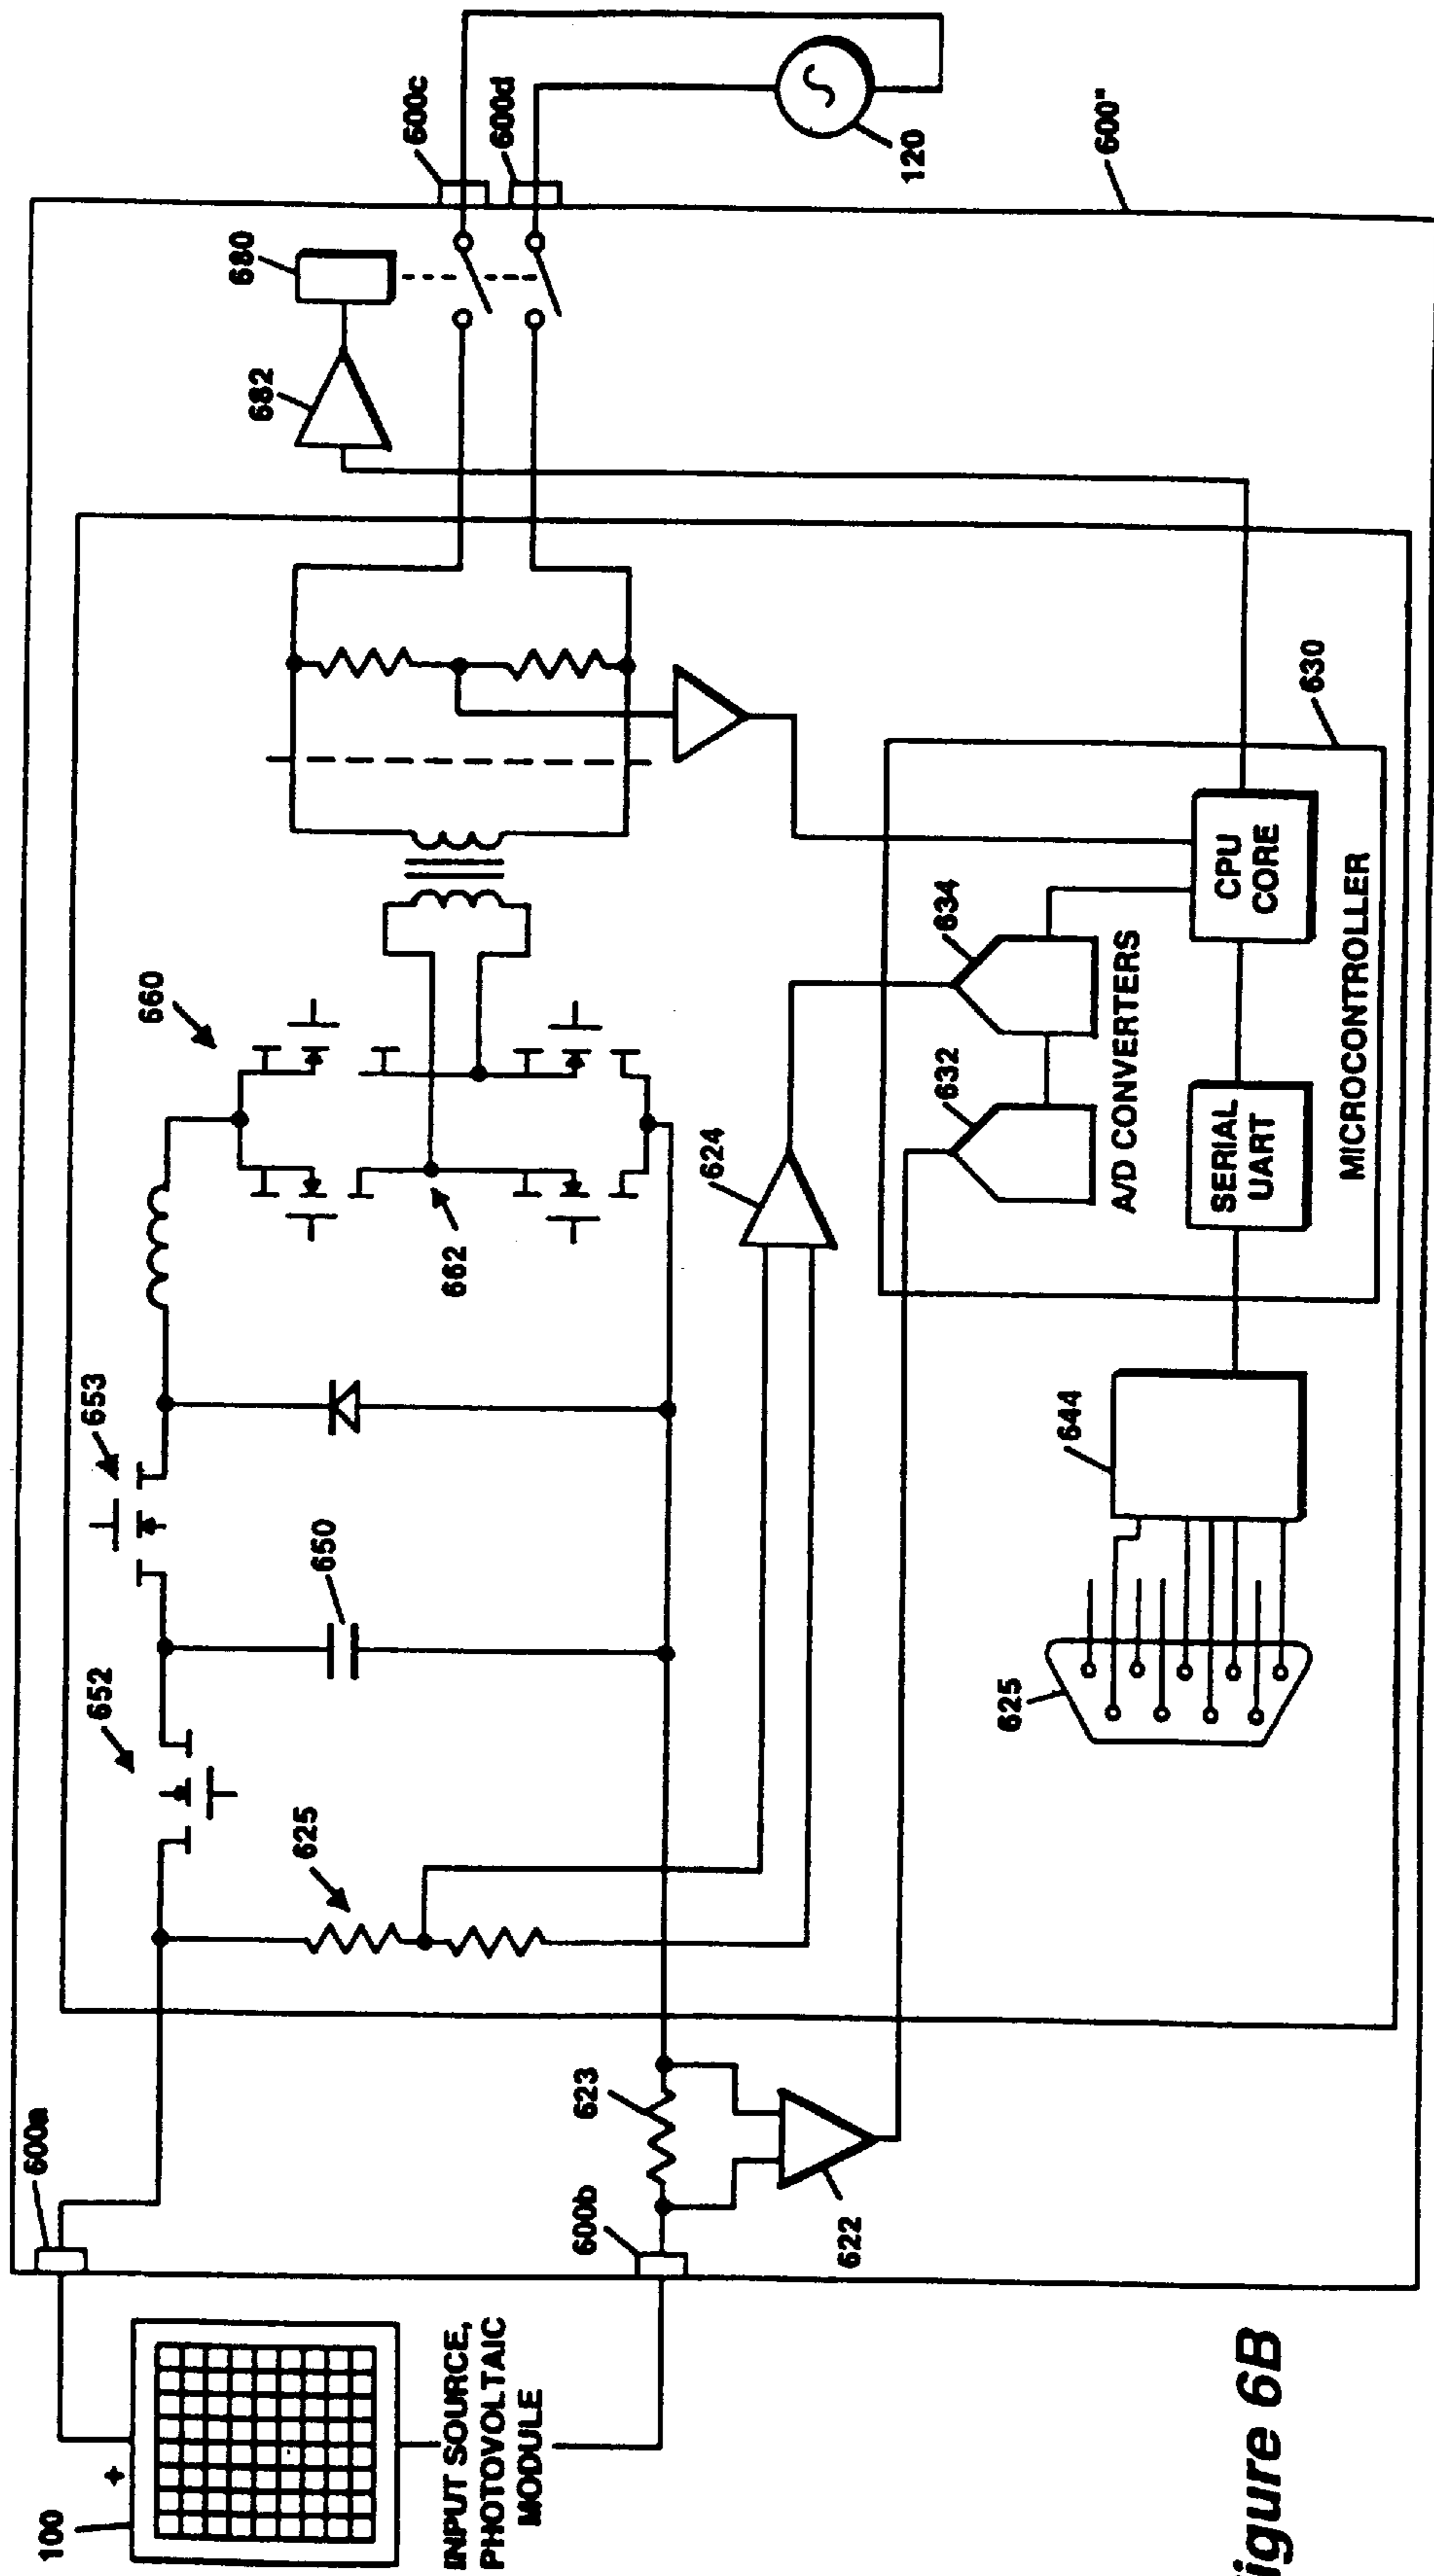 100
+
INPUT SOURCE,
PHOTOVOLTAIC
MODULE
600a
600b
623
622
652
625
650
653
660
662
624
682
680
600c
600d
120
600"
625
644
632
634
A/D CONVERTERS
SERIAL
UART
CPU
CORE
MICROCONTROLLER
630
igure 6B